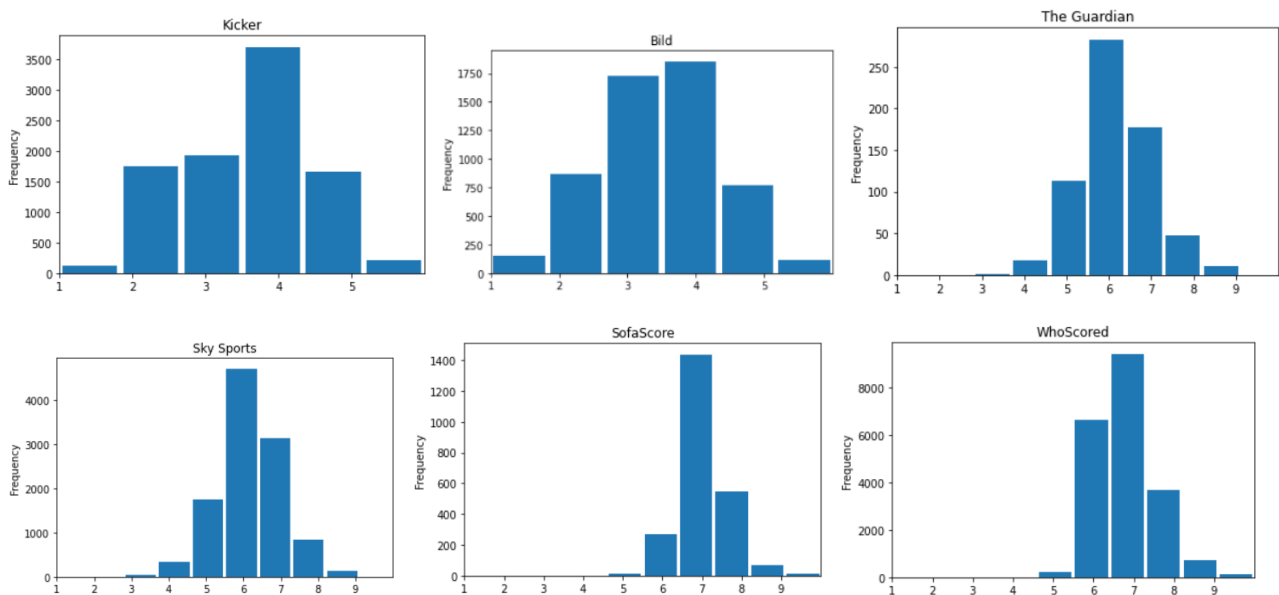 Kicker
Frequency
3500
3000
2500
2000
1500
1000
500
0
1 2 3 4 5
Bild
Frequency
1750
1500
1250
1000
750
500
250
0
1 2 3 4 5
The Guardian
Frequency
250
200
150
100
50
0
1 2 3 4 5 6 7 8 9
Sky Sports
Frequency
4000
3000
2000
1000
0
1 2 3 4 5 6 7 8 9
SofaScore
Frequency
1400
1200
1000
800
600
400
200
0
1 2 3 4 5 6 7 8 9
WhoScored
Frequency
8000
6000
4000
2000
0
1 2 3 4 5 6 7 8 9